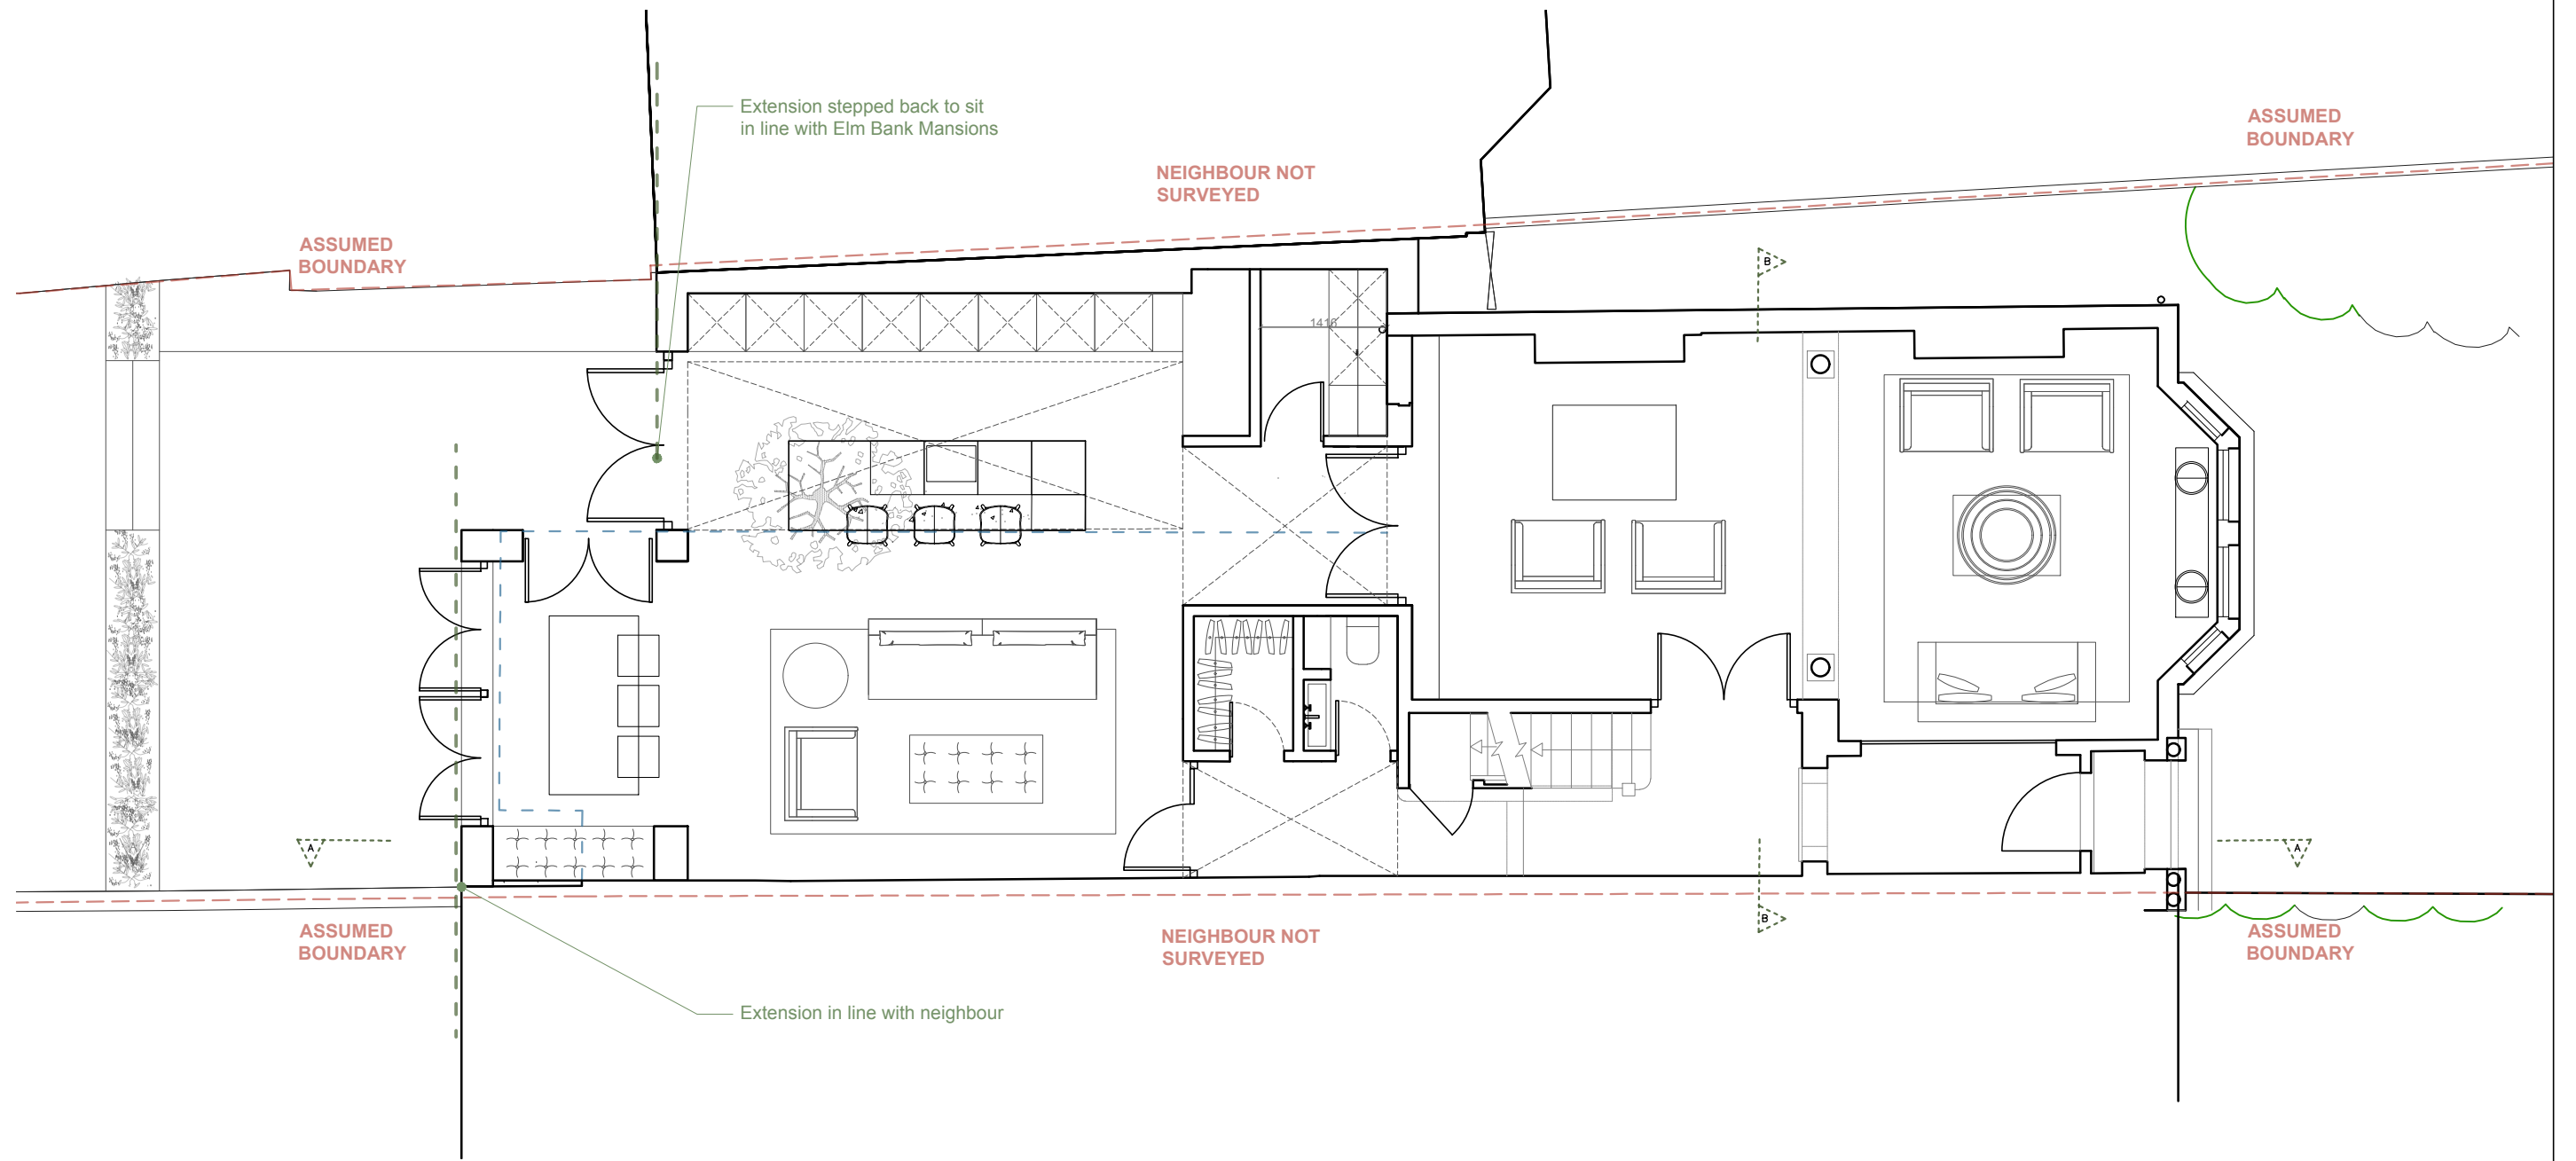 Extension stepped back to sit
in line with Elm Bank Mansions
ASSUMED
BOUNDARY
NEIGHBOUR NOT
SURVEYED
ASSUMED
BOUNDARY
B
1416
A
A
B
ASSUMED
BOUNDARY
NEIGHBOUR NOT
SURVEYED
ASSUMED
BOUNDARY
Extension in line with neighbour